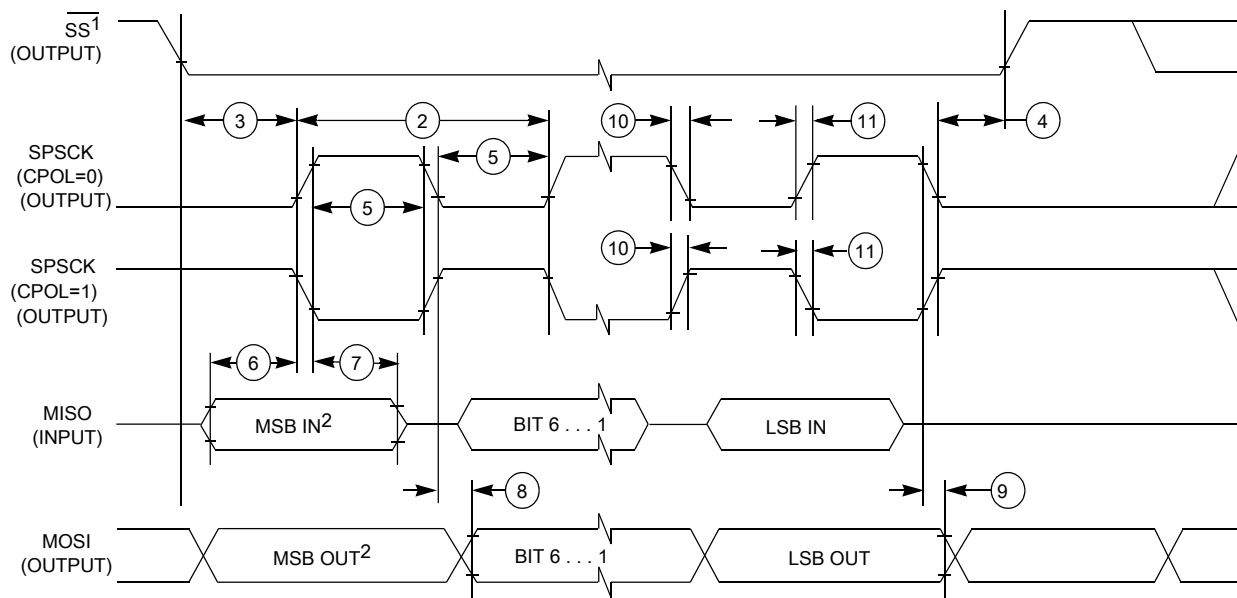 SS1
(OUTPUT)
3
2
10
11
4
SPSCK
(CPOL=0)
(OUTPUT)
5
5
SPSCK
(CPOL=1)
(OUTPUT)
10
11
6
7
MISO
(INPUT)
MSB IN2
BIT 6 . . . 1
LSB IN
8
9
MOSI
(OUTPUT)
MSB OUT2
BIT 6 . . . 1
LSB OUT